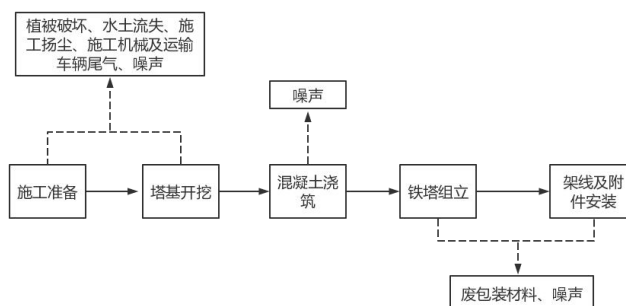 植被破坏、水土流失、施
工扬尘、施工机械及运输
车辆尾气、噪声
噪声
施工准备
塔基开挖
混凝土浇
筑
铁塔组立
架线及附
件安装
废包装材料、噪声